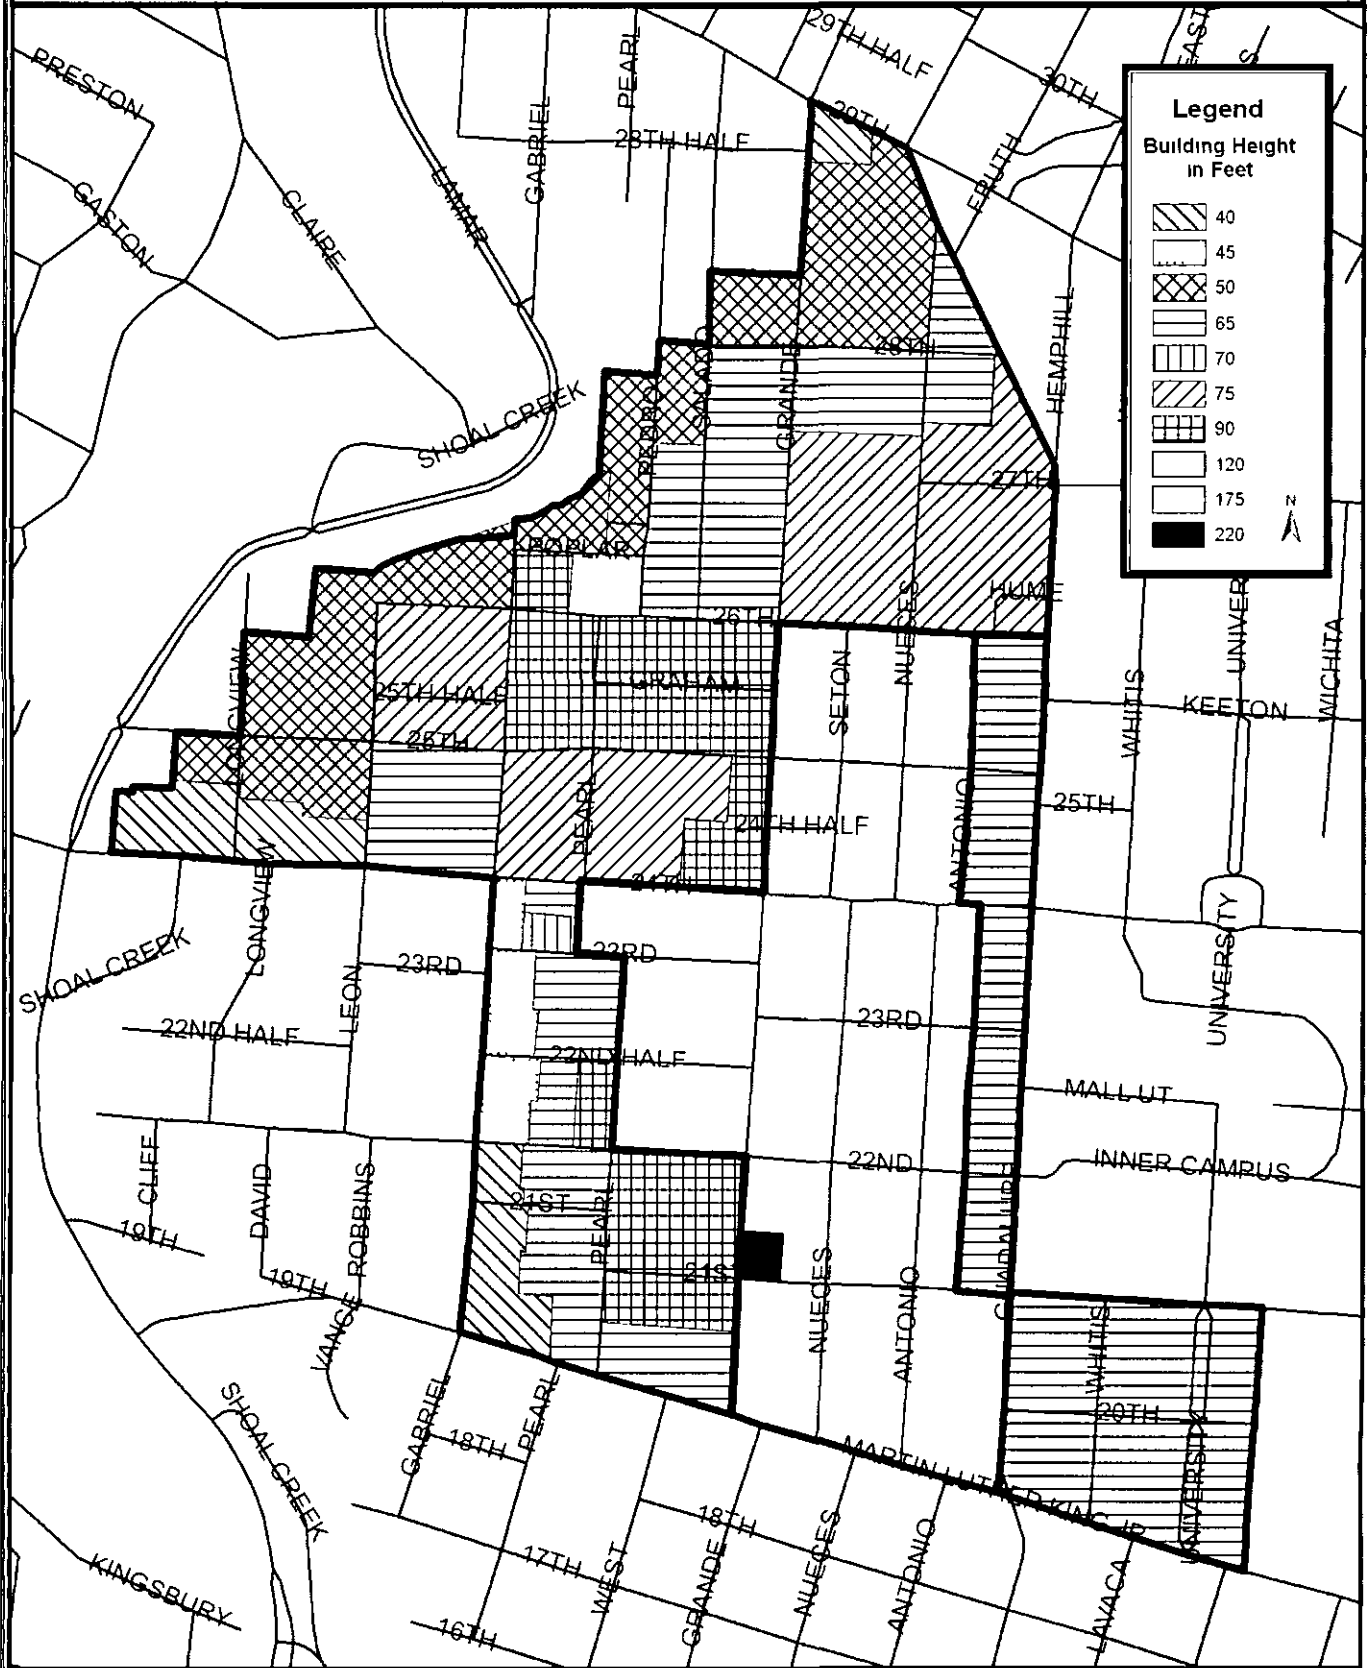 29TH HALF
EAST
S
PRESTON
PEARL
30TH
Legend
Building Height
in Feet
40
45
50
65
70
75
90
120
175
220
N
29TH
28TH HALF
GABRIEL
FRUTH
GASTON
CLAIRE
LAMAR
HEMPHILL
28TH
SALADO
GRANDE
PEDRO
SHOAL CREEK
27TH
POPLAR
HUME
NUECES
26TH
UNIVER
WICHITA
LONGVIEW
25TH HALF
GRAHAM
SETON
WHITIS
KEETON
25TH
PEARL
24TH HALF
ANTONIO
25TH
24TH
LONGVIEW
SHOAL CREEK
23RD
LEON
23RD
UNIVERSITY
UNIVERSITY
22ND HALF
23RD
22ND HALF
MALL UT
CLIFF
DAVID
ROBBINS
22ND
INNER CAMPUS
21ST
PEARL
GUADALUPE
19TH
19TH
21S
VANCE
NUECES
ANTONIO
WHITIS
SHOAL CREEK
GABRIEL
PEARL
18TH
20TH
UNIVERSITY
MARTIN LUTHER KING JR
18TH
KINGSBURY
17TH
WEST
GRANDE
NUECES
ANTONIO
LAVACA
16TH